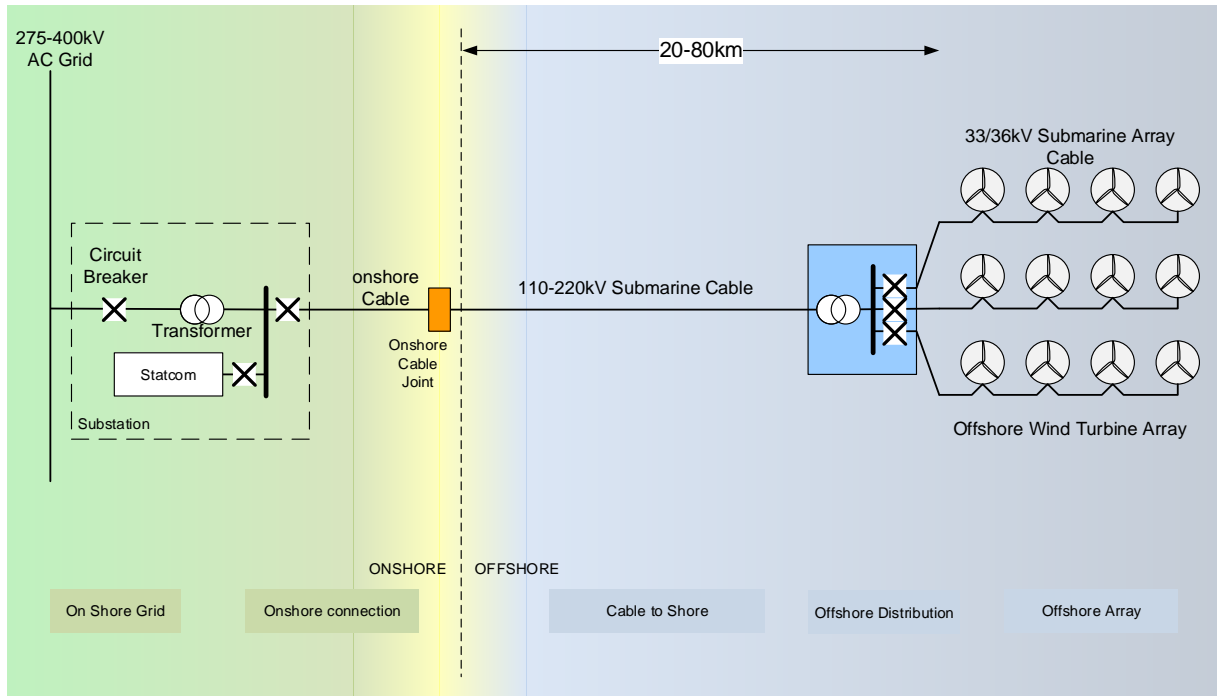 275-400kV
AC Grid
20-80km
33/36kV Submarine Array
Cable
Circuit
Breaker
Transformer
Statcom
Substation
onshore
Cable
Onshore
Cable
Joint
110-220kV Submarine Cable
Offshore Wind Turbine Array
ONSHORE
OFFSHORE
On Shore Grid
Onshore connection
Cable to Shore
Offshore Distribution
Offshore Array